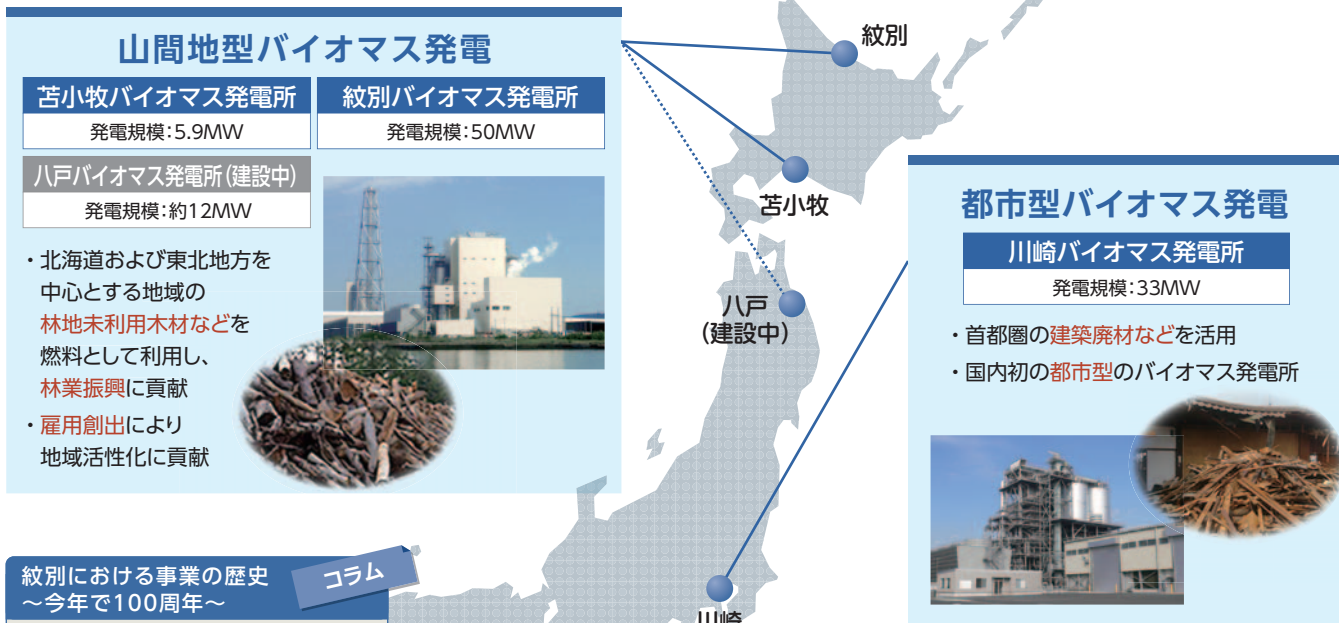 山間地型バイオマス発電
苫小牧バイオマス発電所
発電規模:5.9MW
紋別バイオマス発電所
発電規模:50MW
八戸バイオマス発電所(建設中)
発電規模:約12MW
・北海道および東北地方を
中心とする地域の
林地未利用木材などを
燃料として利用し、
林業振興に貢献
・雇用創出により
地域活性化に貢献
紋別
苫小牧
八戸
(建設中)
川崎
都市型バイオマス発電
川崎バイオマス発電所
発電規模:33MW
・首都圏の建築廃材などを活用
・国内初の都市型のバイオマス発電所
紋別における事業の歴史
～今年で100周年～
コラム